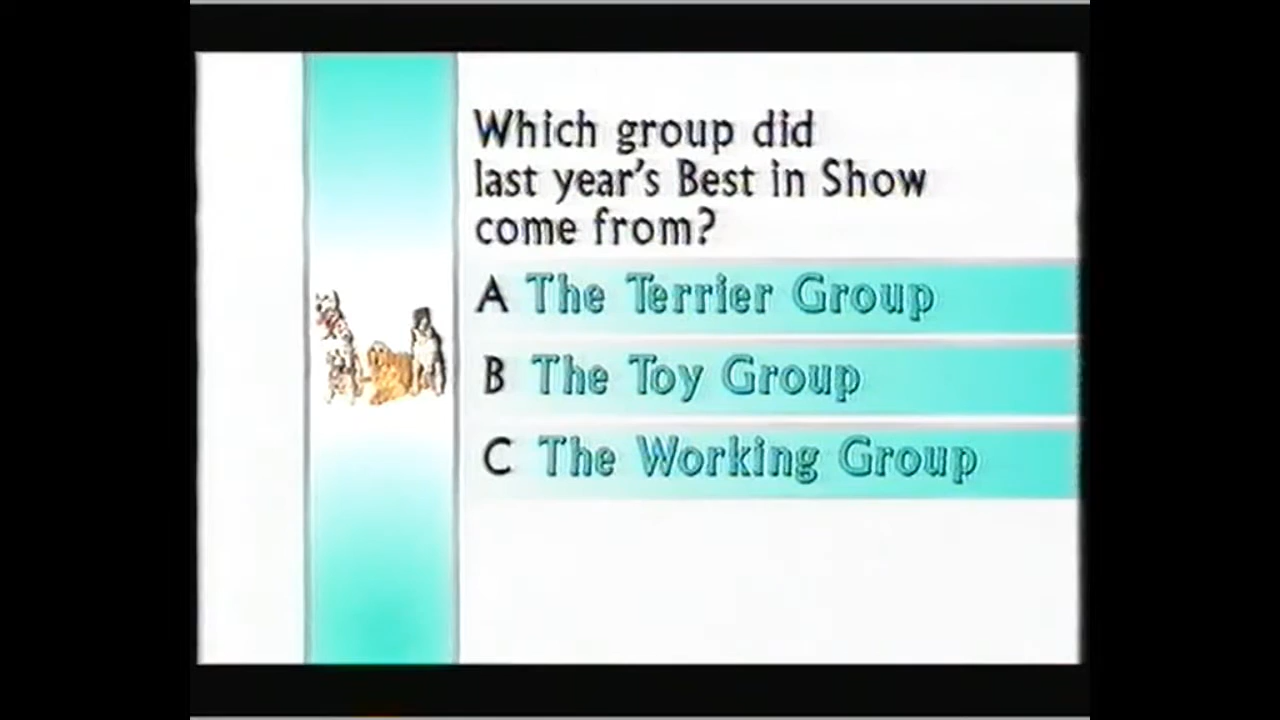 Which group did
last year's Best in Show
come from?
A The Terrier Group
B The Toy Group
C The Working Group